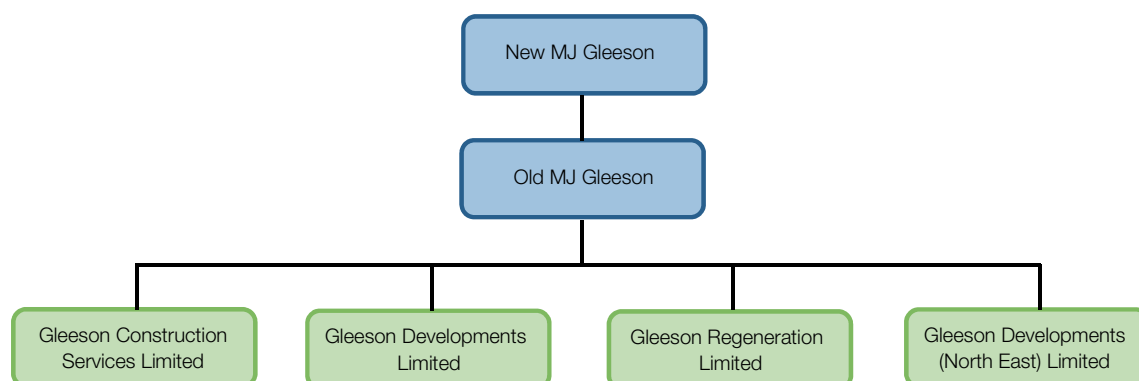 New MJ Gleeson
Old MJ Gleeson
Gleeson Construction
Services Limited
Gleeson Developments
Limited
Gleeson Regeneration
Limited
Gleeson Developments
(North East) Limited